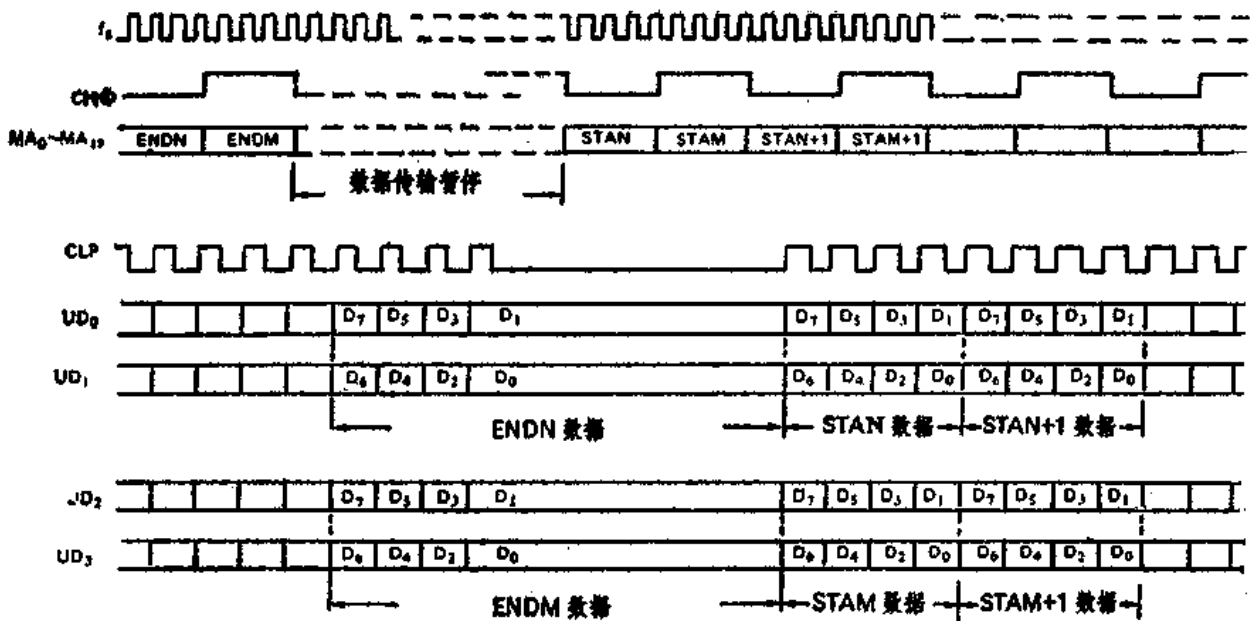 CHΦ
MA₀~MA₁₉ ENDN ENDM STAN STAM STAN+1 STAM+1
数据传输暂停
CLP
UD₀ D₇ D₅ D₃ D₁ D₇ D₅ D₃ D₁ D₇ D₅ D₃ D₁
UD₁ D₆ D₄ D₂ D₀ D₆ D₄ D₂ D₀ D₆ D₄ D₂ D₀
ENDN 数据 STAN 数据 STAN+1 数据
UD₂ D₇ D₅ D₃ D₁ D₇ D₅ D₃ D₁ D₇ D₅ D₃ D₁
UD₃ D₆ D₄ D₂ D₀ D₆ D₄ D₂ D₀ D₆ D₄ D₂ D₀
ENDM 数据 STAM 数据 STAM+1 数据